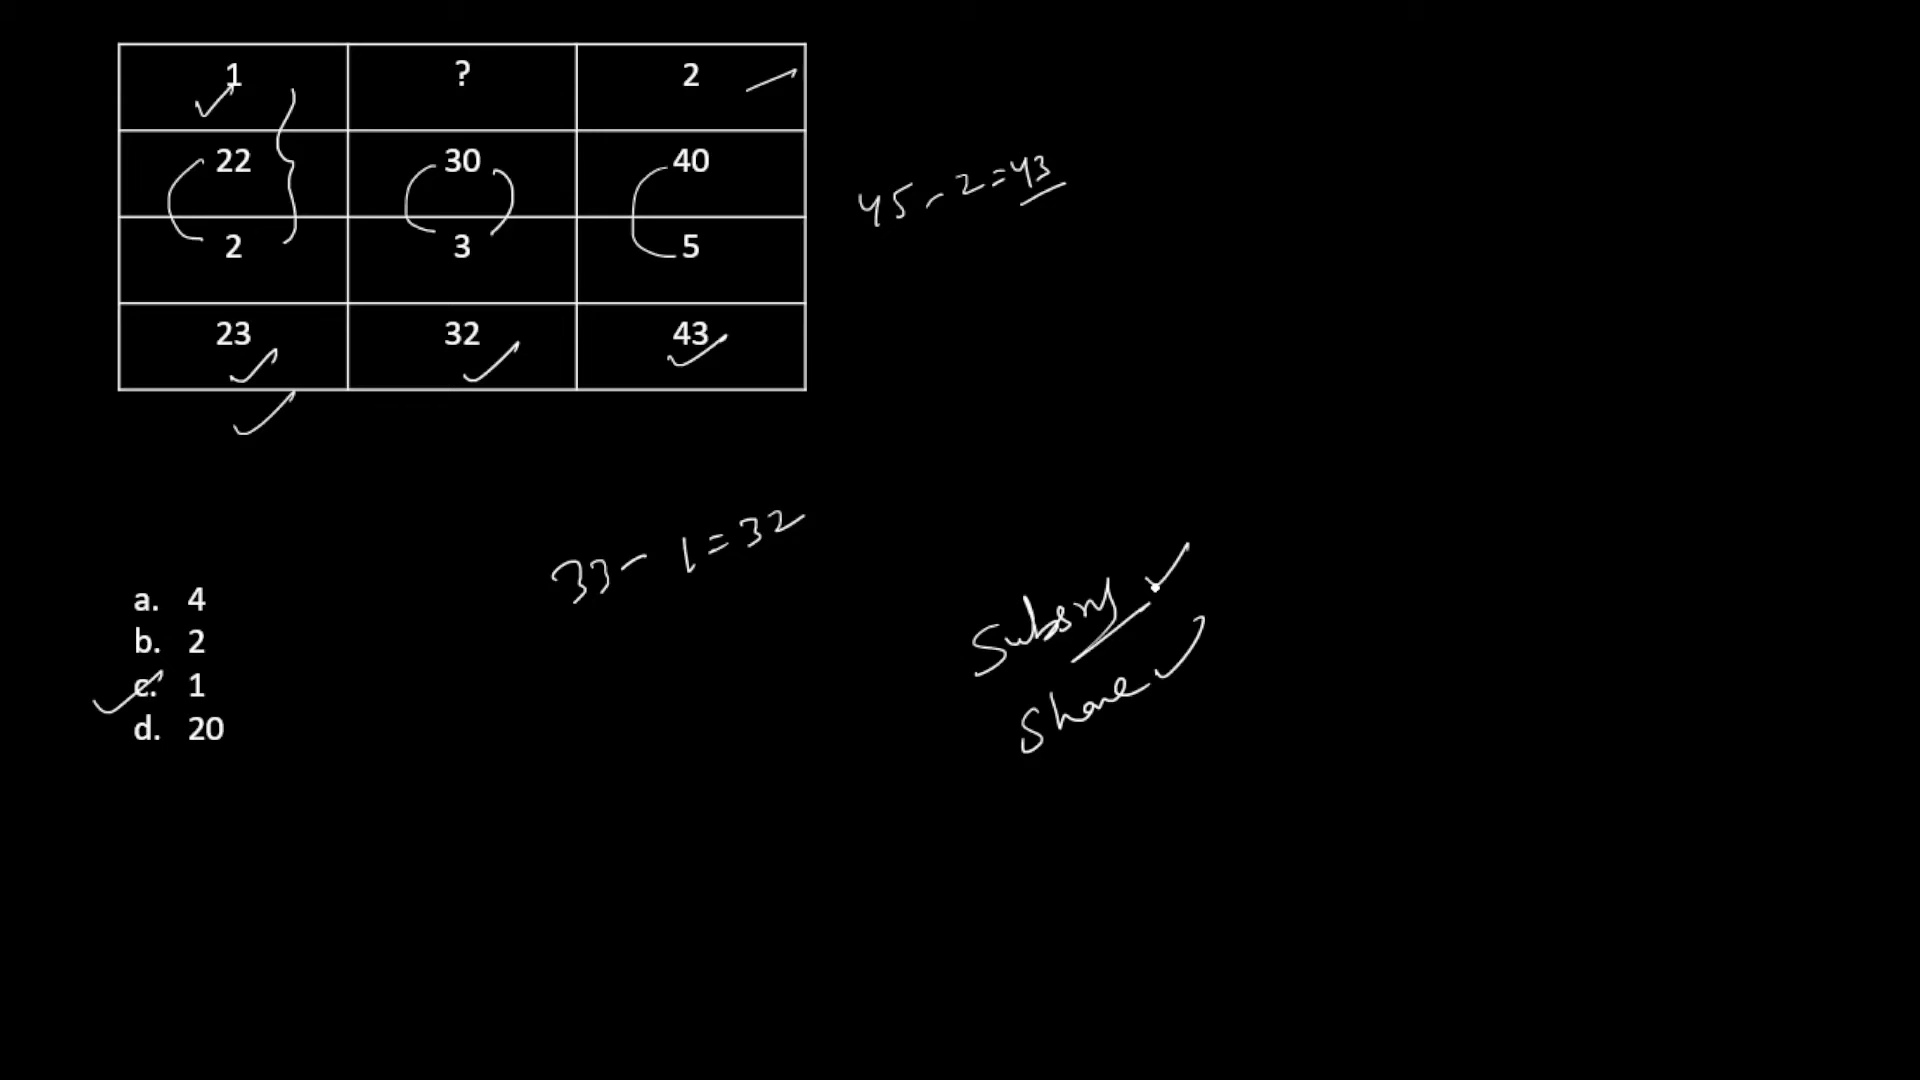 1 ? 2
22 30 40
2 3 5
23 32 43
45 - 2 = 43
33 - 1 = 32
a. 4
b. 2
c. 1
d. 20
Share